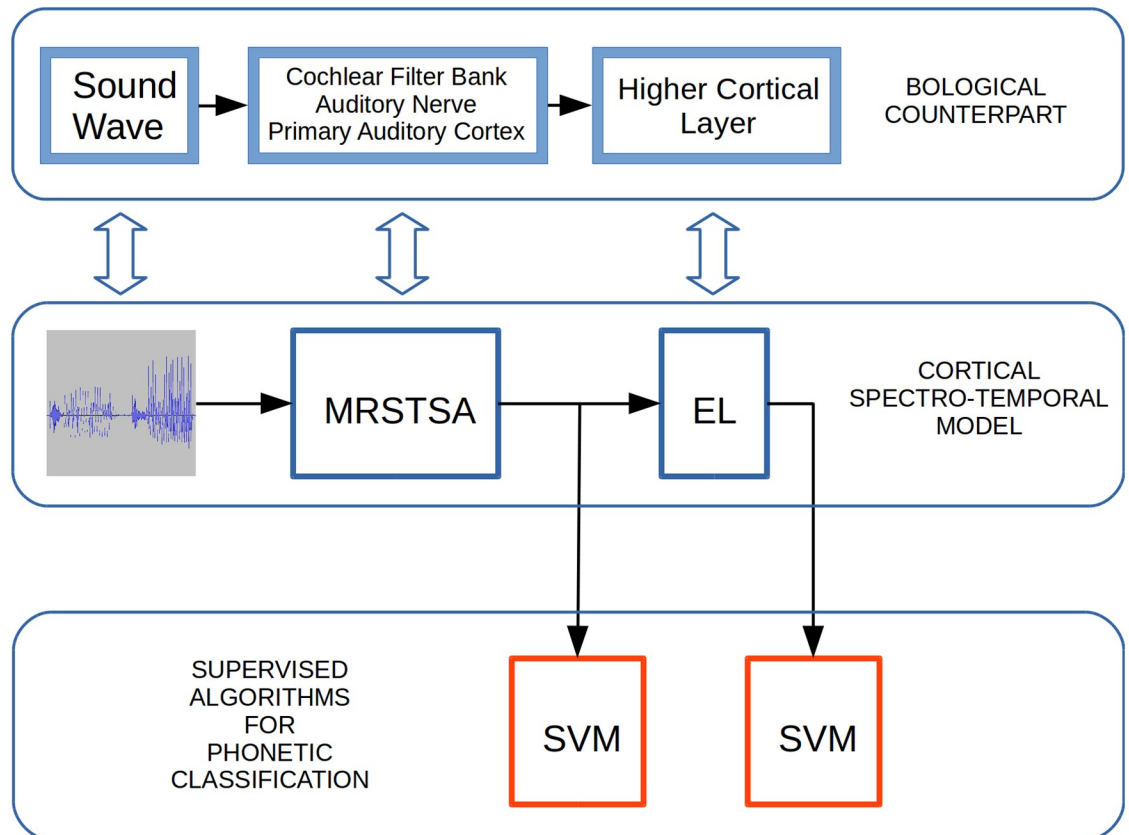 Sound
Wave
Cochlear Filter Bank
Auditory Nerve
Primary Auditory Cortex
Higher Cortical
Layer
BOLOGICAL
COUNTERPART
MRSTSA
EL
CORTICAL
SPECTRO-TEMPORAL
MODEL
SUPERVISED
ALGORITHMS
FOR
PHONETIC
CLASSIFICATION
SVM
SVM